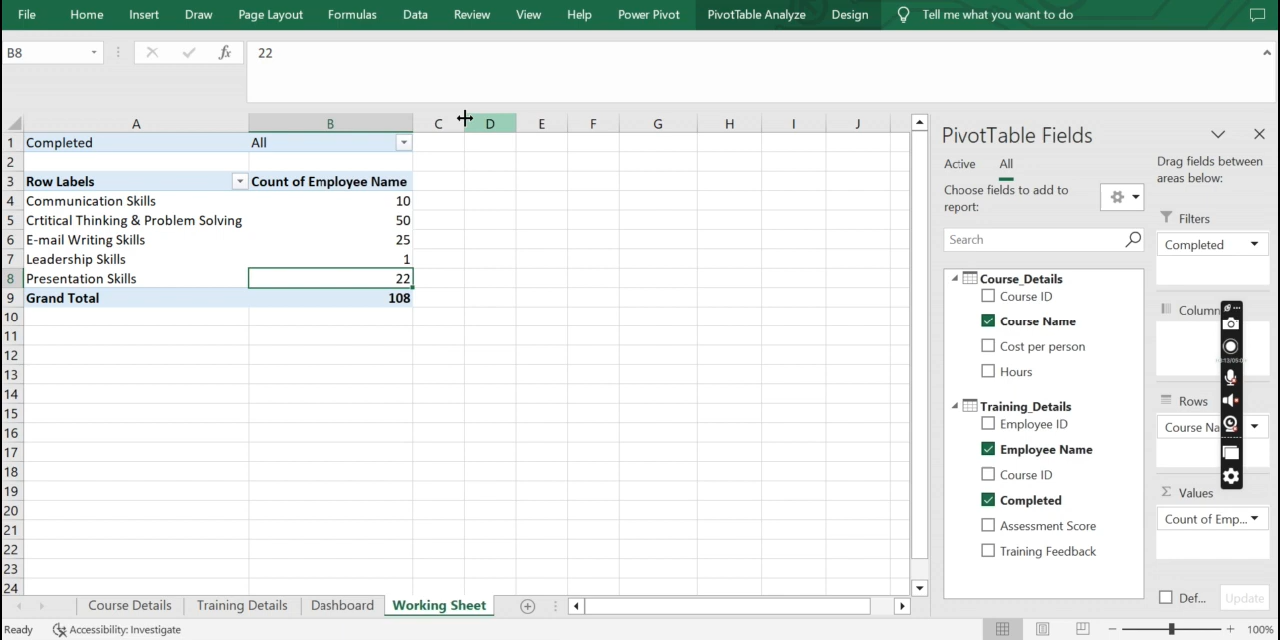 File Home Insert Draw Page Layout Formulas Data Review View Help Power Pivot PivotTable Analyze Design Tell me what you want to do
B8 fx 22
A B C D E F G H I J
1 Completed All
2
3 Row Labels Count of Employee Name
4 Communication Skills 10
5 Crtitical Thinking & Problem Solving 50
6 E-mail Writing Skills 25
7 Leadership Skills 1
8 Presentation Skills 22
9 Grand Total 108
10
11
12
13
14
15
16
17
18
19
20
21
22
23
24
PivotTable Fields
Active All
Choose fields to add to
report:
Search
Course_Details
Course ID
Course Name
Cost per person
Hours
Training_Details
Employee ID
Employee Name
Course ID
Completed
Assessment Score
Training Feedback
Drag fields between
areas below:
Filters
Completed
Column
Rows
Course Na
Σ Values
Count of Emp...
Def... Update
Course Details Training Details Dashboard Working Sheet
Ready Accessibility: Investigate 100%